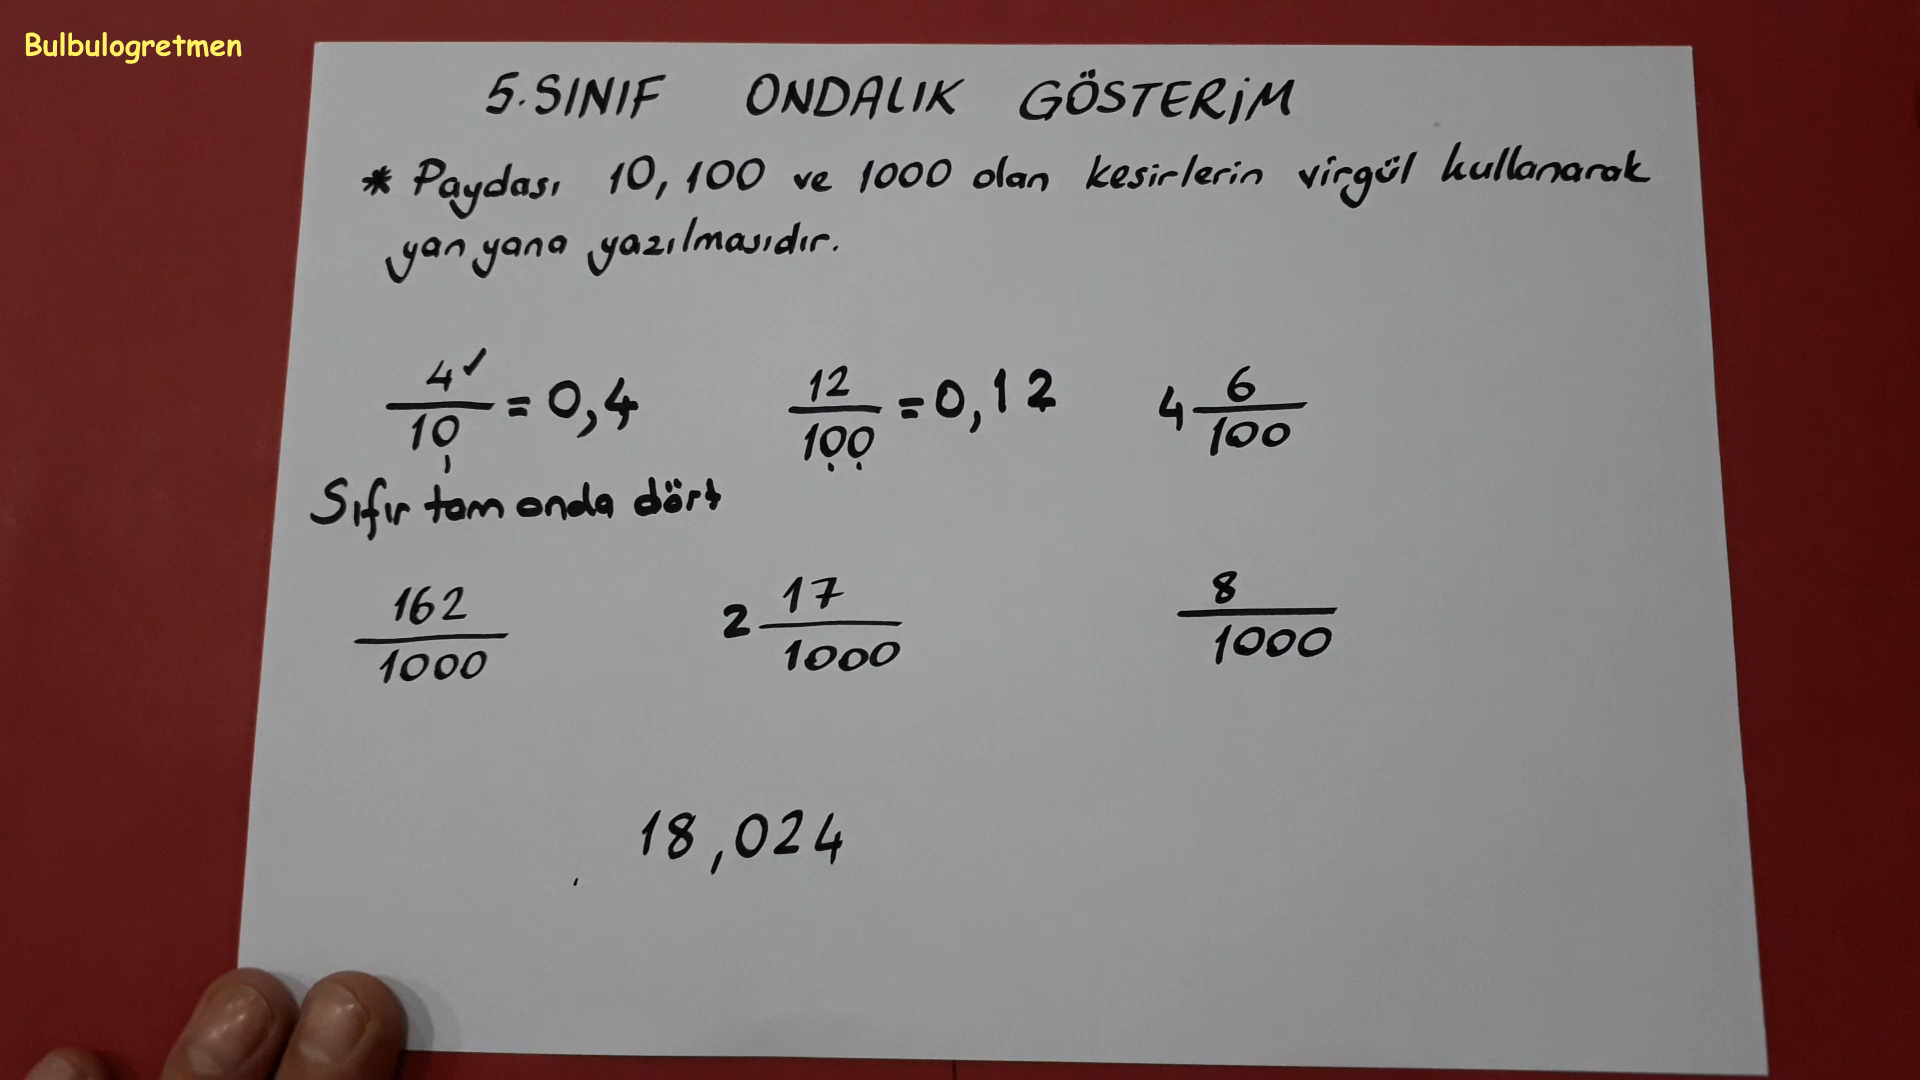 Bulbulogretmen
5.SINIF ONDALIK GÖSTERİM
* Paydası 10, 100 ve 1000 olan kesirlerin virgül kullanarak
yan yana yazılmasıdır.
4/10 = 0,4 12/100 = 0,12 4 6/100
Sıfır tam onda dört
162/1000 2 17/1000 8/1000
18,024